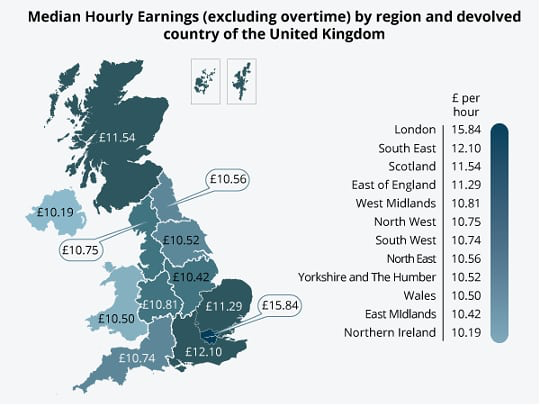 Median Hourly Earnings (excluding overtime) by region and devolved
country of the United Kingdom
£11.54
£10.56
£10.19
£10.75
£10.52
£10.42
£10.81
£11.29
£15.84
£10.50
£10.74
£12.10
£ per
hour
London 15.84
South East 12.10
Scotland 11.54
East of England 11.29
West Midlands 10.81
North West 10.75
South West 10.74
North East 10.56
Yorkshire and The Humber 10.52
Wales 10.50
East MIdlands 10.42
Northern Ireland 10.19